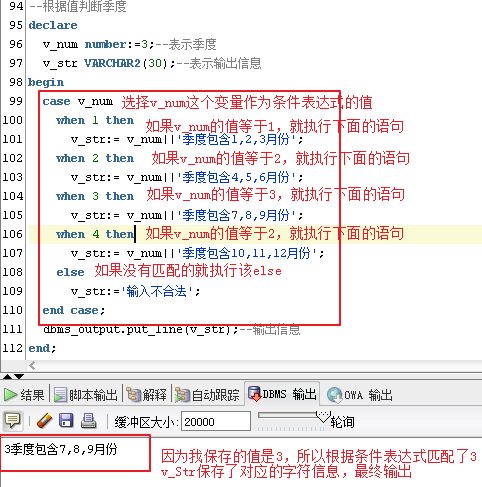 94 --根据值判断季度
95 declare
96 v_num number:=3;--表示季度
97 v_str VARCHAR2(30);--表示输出信息
98 begin
99 case v_num 选择v_num这个变量作为条件表达式的值
100 when 1 then 如果v_num的值等于1，就执行下面的语句
101 v_str:= v_num||'季度包含1,2,3月份';
102 when 2 then 如果v_num的值等于2，就执行下面的语句
103 v_str:= v_num||'季度包含4,5,6月份';
104 when 3 then 如果v_num的值等于3，就执行下面的语句
105 v_str:= v_num||'季度包含7,8,9月份';
106 when 4 then 如果v_num的值等于2，就执行下面的语句
107 v_str:= v_num||'季度包含10,11,12月份';
108 else 如果没有匹配的就执行该else
109 v_str:='输入不合法';
110 end case;
111 dbms_output.put_line(v_str);--输出信息
112 end;
结果 脚本输出 解释 自动跟踪 DBMS 输出 OWA 输出
缓冲区大小: 20000 轮询
3季度包含7,8,9月份
因为我保存的值是3，所以根据条件表达式匹配了3
v_Str保存了对应的字符信息，最终输出